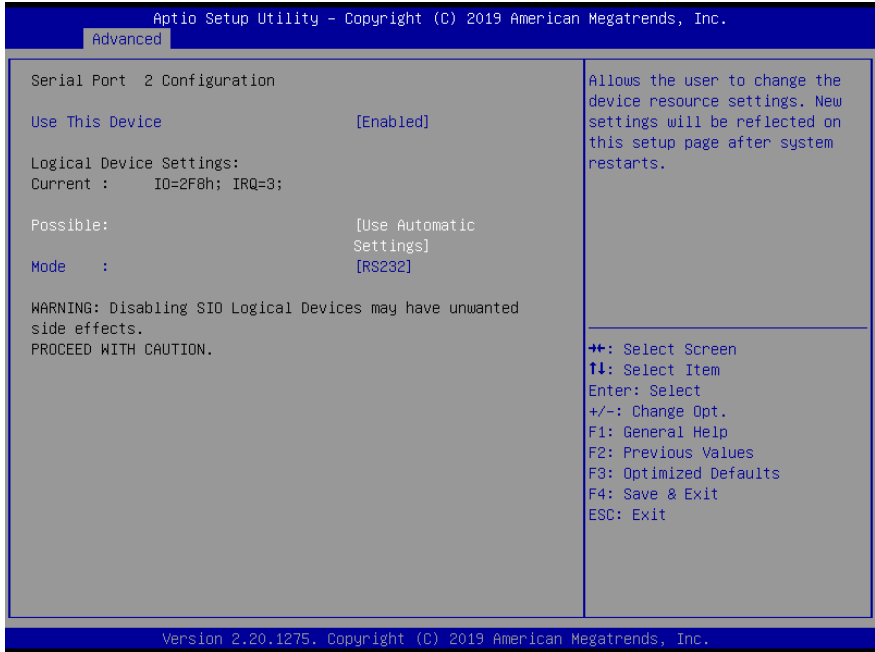 Aptio Setup Utility – Copyright (C) 2019 American Megatrends, Inc.
Advanced
Serial Port  2 Configuration
Use This Device [Enabled]
Logical Device Settings:
Current :     IO=2F8h; IRQ=3;
Possible: [Use Automatic
Settings]
Mode    : [RS232]
WARNING: Disabling SIO Logical Devices may have unwanted
side effects.
PROCEED WITH CAUTION.
Allows the user to change the
device resource settings. New
settings will be reflected on
this setup page after system
restarts.
→←: Select Screen
↑↓: Select Item
Enter: Select
+/-: Change Opt.
F1: General Help
F2: Previous Values
F3: Optimized Defaults
F4: Save & Exit
ESC: Exit
Version 2.20.1275. Copyright (C) 2019 American Megatrends, Inc.